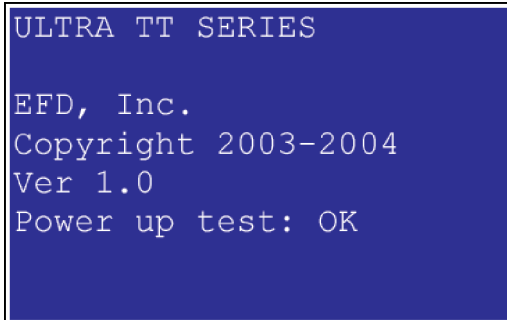 ULTRA TT SERIES
EFD, Inc.
Copyright 2003-2004
Ver 1.0
Power up test: OK